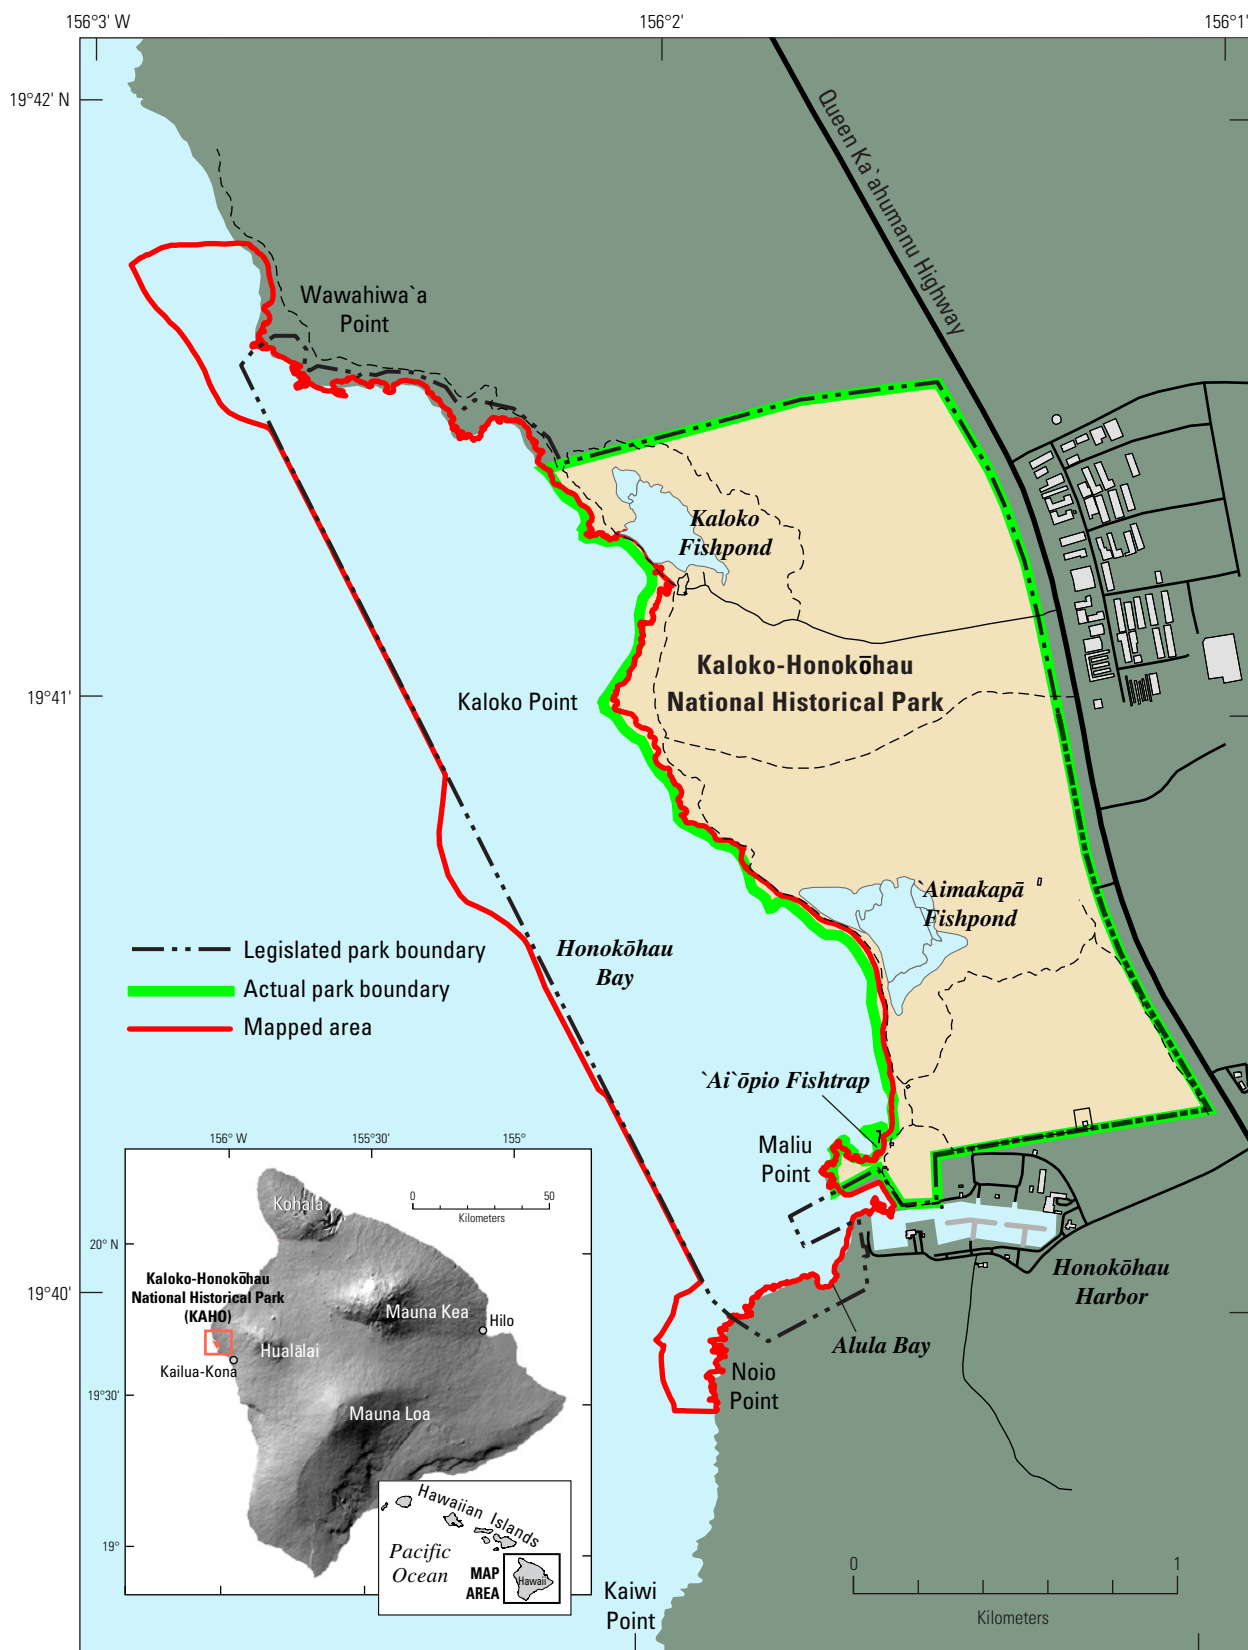 156°3' W
156°2'
156°1'
19°42' N
Queen Ka`ahumanu Highway
Wawahiwa`a
Point
Kaloko
Fishpond
Kaloko-Honokōhau
National Historical Park
19°41'
Kaloko Point
`Aimakapā
Fishpond
Legislated park boundary
Actual park boundary
Mapped area
Honokōhau
Bay
`Ai`ōpio Fishtrap
Maliu
Point
156° W
155°30'
155°
Kohala
0
50
Kilometers
20° N
Kaloko-Honokōhau
National Historical Park
(KAHO)
Mauna Kea
Hilo
Hualālai
Kailua-Kona
19°30'
Mauna Loa
19°
Hawaiian Islands
Pacific
Ocean
MAP
AREA
Hawaii
19°40'
Honokōhau
Harbor
Alula Bay
Noio
Point
Kaiwi
Point
0
1
Kilometers